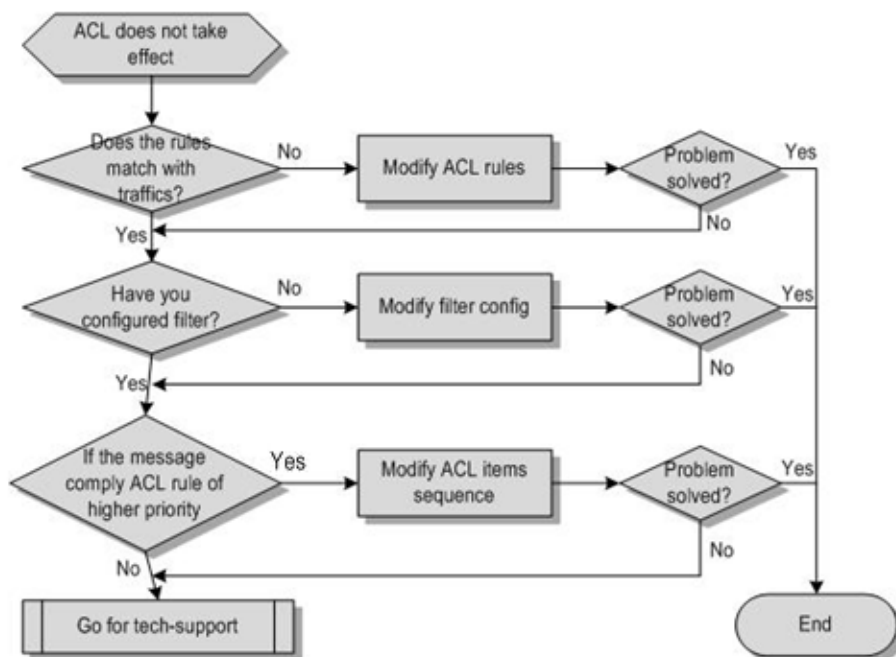 ACL does not take
effect
Does the rules
match with
traffics?
No
Modify ACL rules
Problem
solved?
Yes
Yes
No
Have you
configured filter?
No
Modify filter config
Problem
solved?
Yes
Yes
No
If the message
comply ACL rule of
higher priority
Yes
Modify ACL items
sequence
Problem
solved?
Yes
No
No
Go for tech-support
End